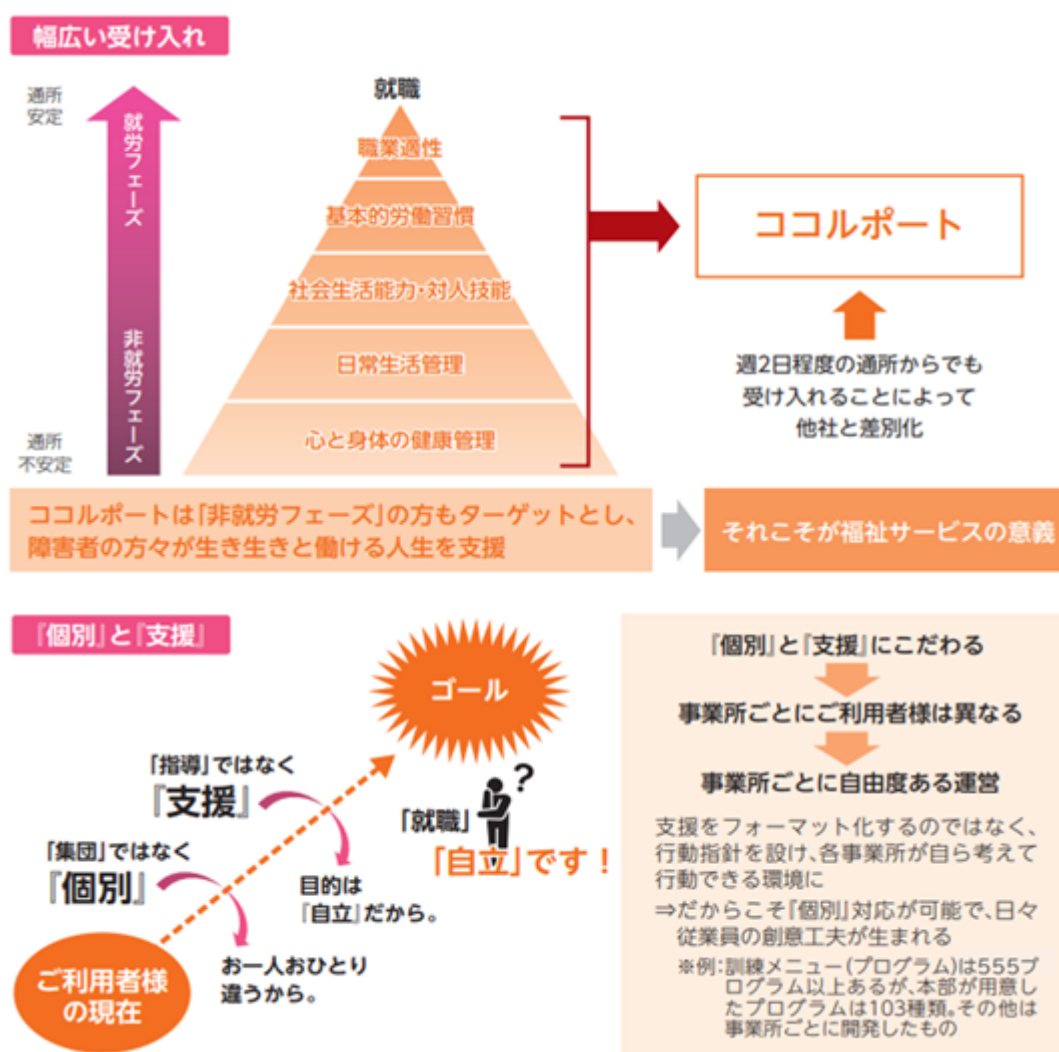 幅広い受け入れ
通所
安定
就労フェーズ
非就労フェーズ
通所
不安定
就職
職業適性
基本的労働習慣
社会生活能力・対人技能
日常生活管理
心と身体の健康管理
ココルポート
週2日程度の通所からでも
受け入れることによって
他社と差別化
ココルポートは「非就労フェーズ」の方もターゲットとし、
障害者の方々が生き生きと働ける人生を支援
それこそが福祉サービスの意義
『個別』と『支援』
ゴール
「指導」ではなく
『支援』
「集団」ではなく
『個別』
?
「就職」
「自立」です！
目的は
『自立』だから。
お一人おひとり
違うから。
ご利用者様
の現在
『個別』と『支援』にこだわる
事業所ごとにご利用者様は異なる
事業所ごとに自由度ある運営
支援をフォーマット化するのではなく、
行動指針を設け、各事業所が自ら考えて
行動できる環境に
⇒だからこそ『個別』対応が可能で、日々
従業員の創意工夫が生まれる
※例：訓練メニュー（プログラム）は555プ
ログラム以上あるが、本部が用意し
たプログラムは103種類。その他は
事業所ごとに開発したもの